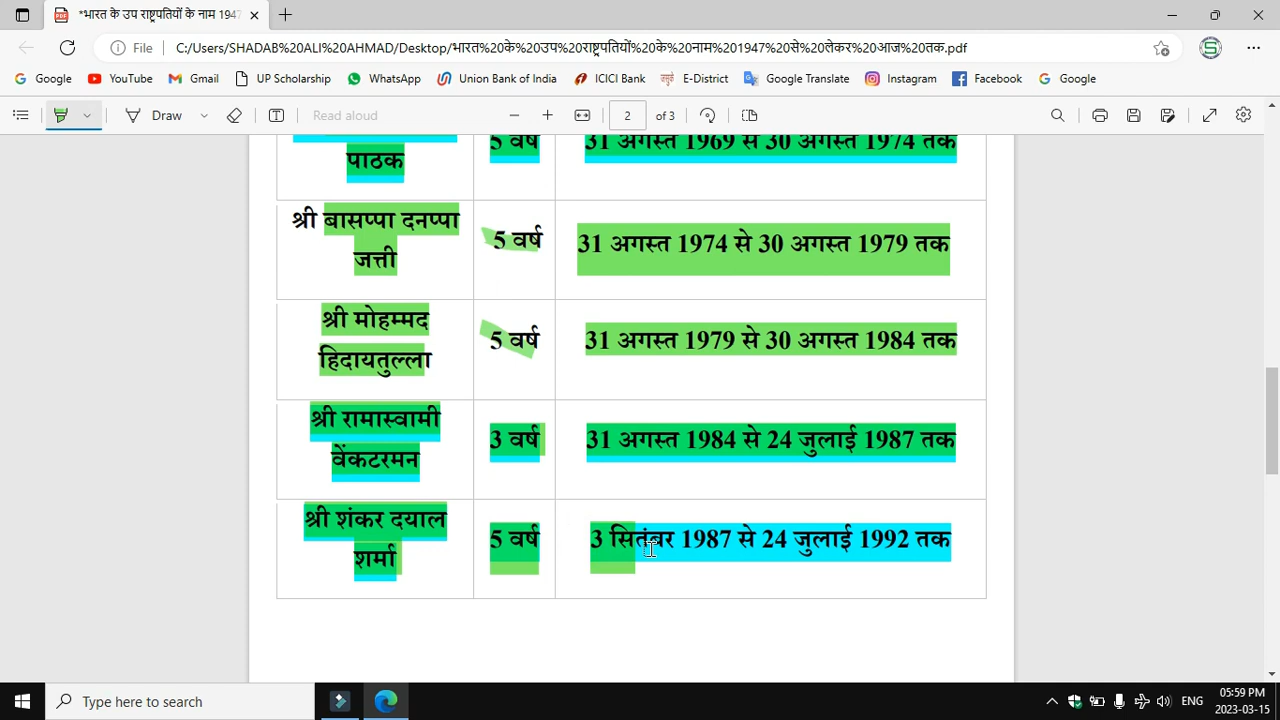 *भारत के उप राष्ट्रपतियों के नाम 1947
File C:/Users/SHADAB%20ALI%20AHMAD/Desktop/भारत%20के%20उप%20राष्ट्रपतियों%20के%20नाम%201947%20से%20लेकर%20आज%20तक.pdf
Google YouTube Gmail UP Scholarship WhatsApp Union Bank of India ICICI Bank E-District Google Translate Instagram Facebook Google
Draw Read aloud 2 of 3
पाठक 5 वर्ष 31 अगस्त 1969 से 30 अगस्त 1974 तक
श्री बासप्पा दनप्पा
जत्ती 5 वर्ष 31 अगस्त 1974 से 30 अगस्त 1979 तक
श्री मोहम्मद
हिदायतुल्ला 5 वर्ष 31 अगस्त 1979 से 30 अगस्त 1984 तक
श्री रामास्वामी
वेंकटरमन 3 वर्ष 31 अगस्त 1984 से 24 जुलाई 1987 तक
श्री शंकर दयाल
शर्मा 5 वर्ष 3 सितंबर 1987 से 24 जुलाई 1992 तक
Type here to search ENG 05:59 PM
2023-03-15